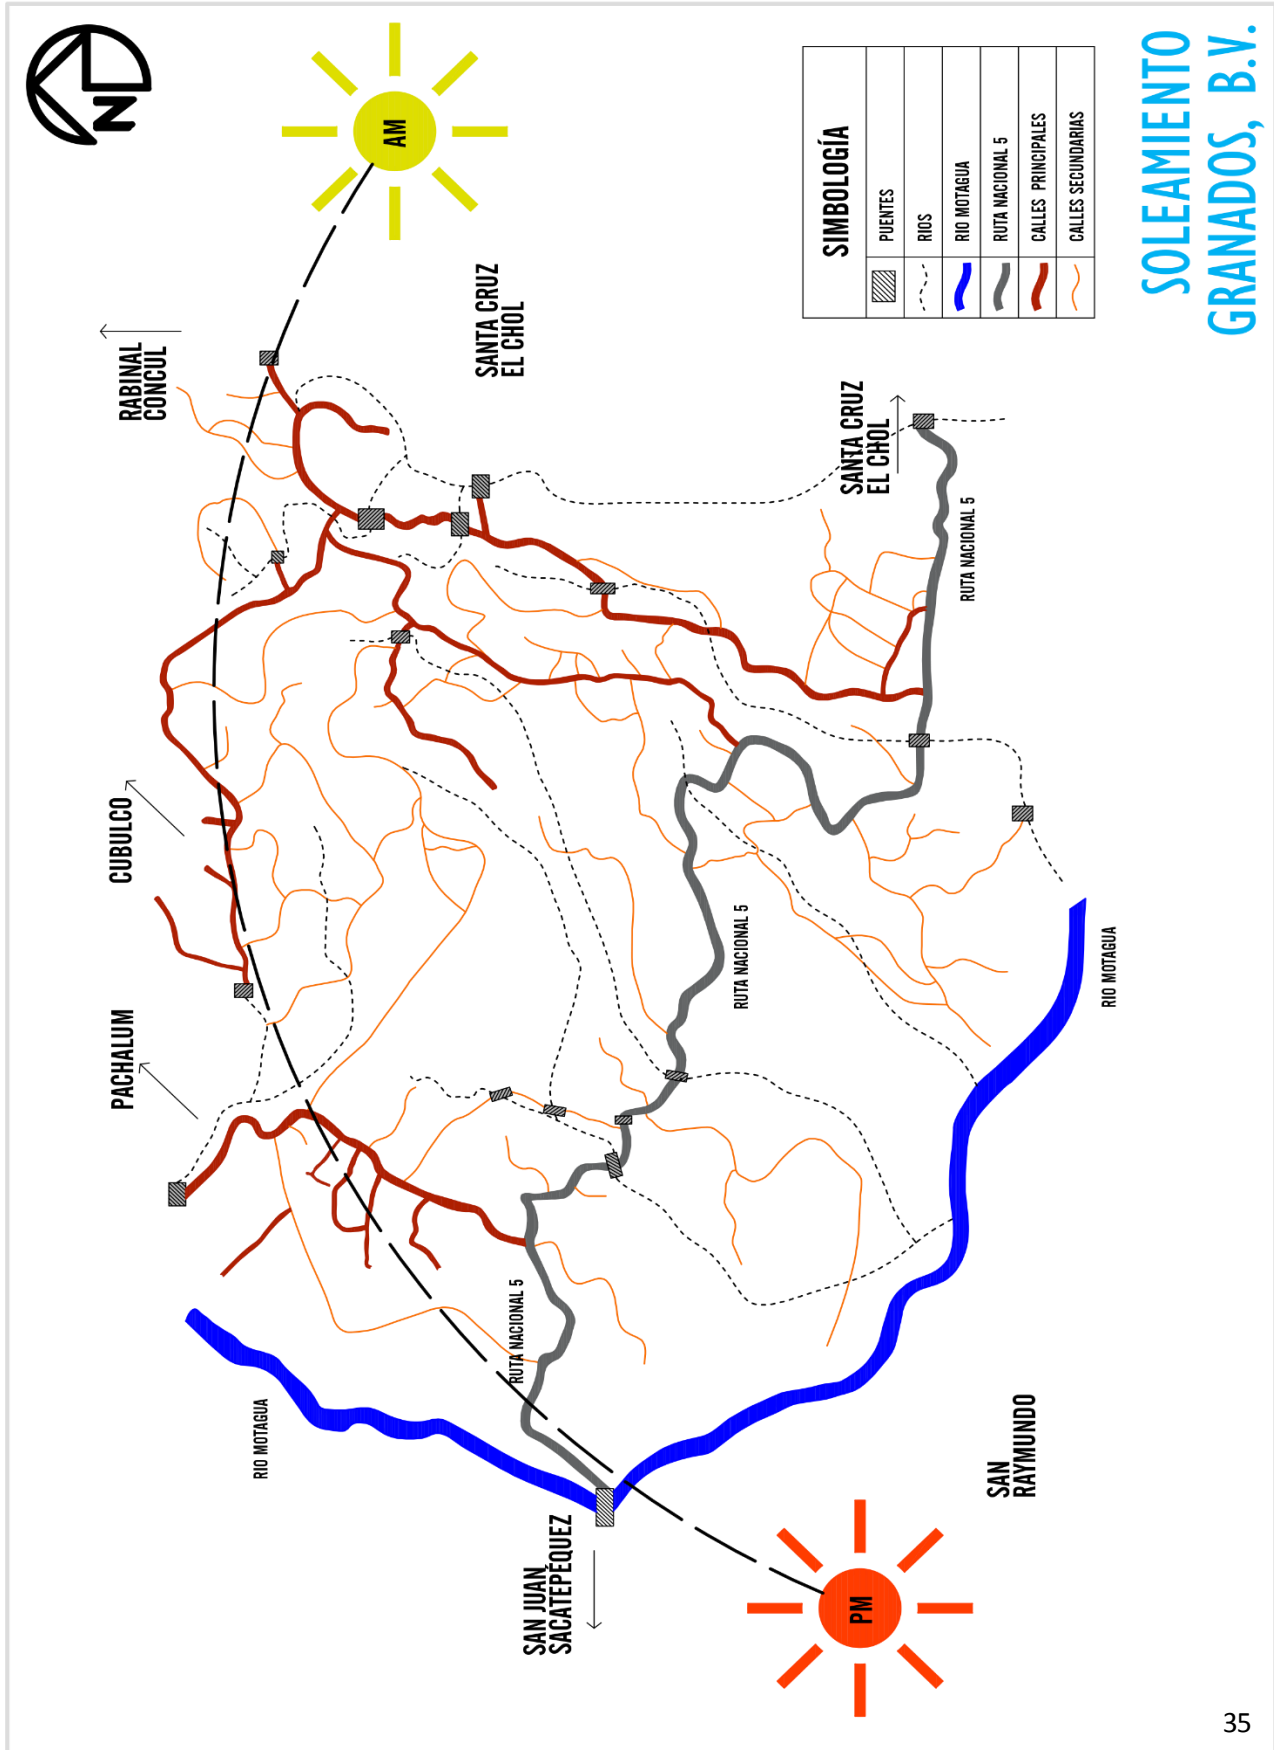 N
AM
RABINAL
CONCUL
SANTA CRUZ
EL CHOL
SIMBOLOGÍA
PUENTES
RIOS
RIO MOTAGUA
RUTA NACIONAL 5
CALLES PRINCIPALES
CALLES SECUNDARIAS
SOLEAMIENTO
GRANADOS, B.V.
SANTA CRUZ
EL CHOL
RUTA NACIONAL 5
CUBULCO
PACHALUM
RUTA NACIONAL 5
RIO MOTAGUA
RUTA NACIONAL 5
RIO MOTAGUA
SAN JUAN
SACATEPÉQUEZ
SAN
RAYMUNDO
PM
35